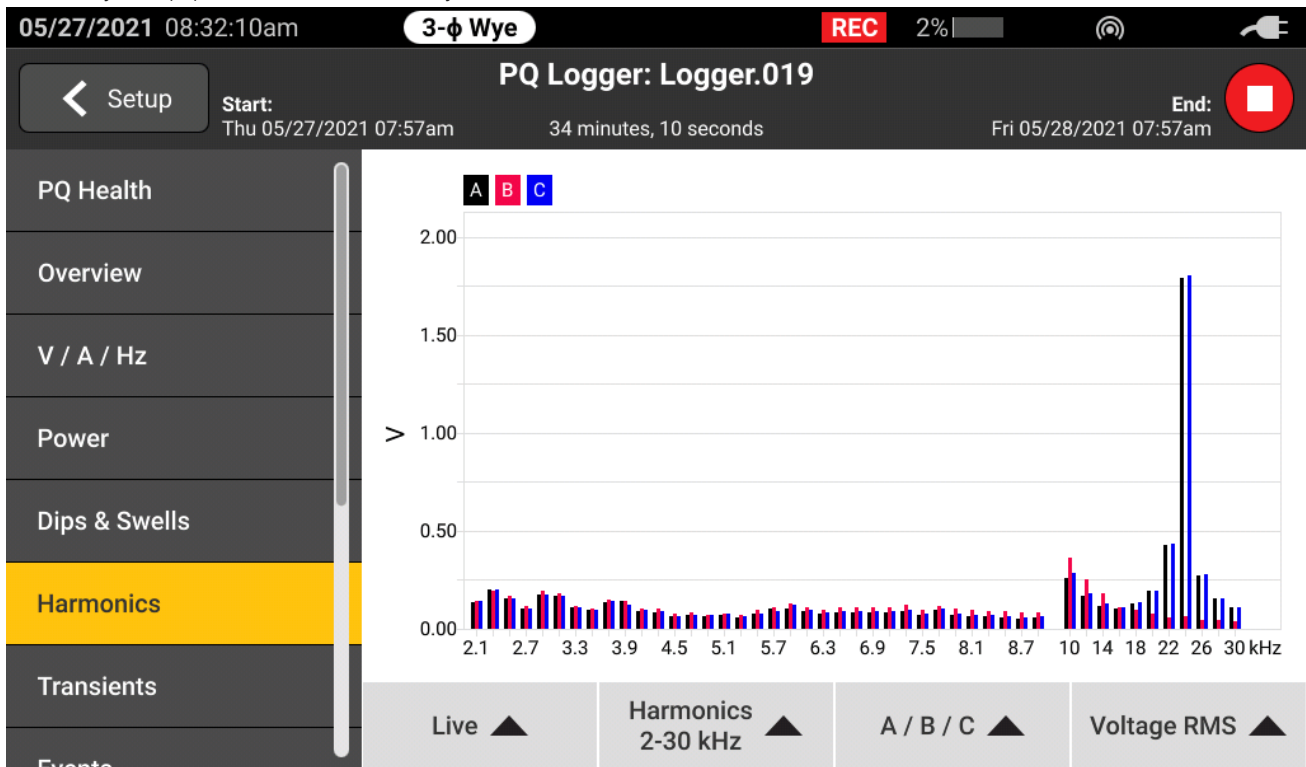 05/27/2021 08:32:10am 3-ϕ Wye REC 2%
PQ Logger: Logger.019
Setup
Start:
Thu 05/27/2021 07:57am
34 minutes, 10 seconds
End:
Fri 05/28/2021 07:57am
PQ Health
Overview
V / A / Hz
Power
Dips & Swells
Harmonics
Transients
Events
A B C
2.00
1.50
1.00
0.50
0.00
V
2.1 2.7 3.3 3.9 4.5 5.1 5.7 6.3 6.9 7.5 8.1 8.7 10 14 18 22 26 30 kHz
Live
Harmonics
2-30 kHz
A / B / C
Voltage RMS